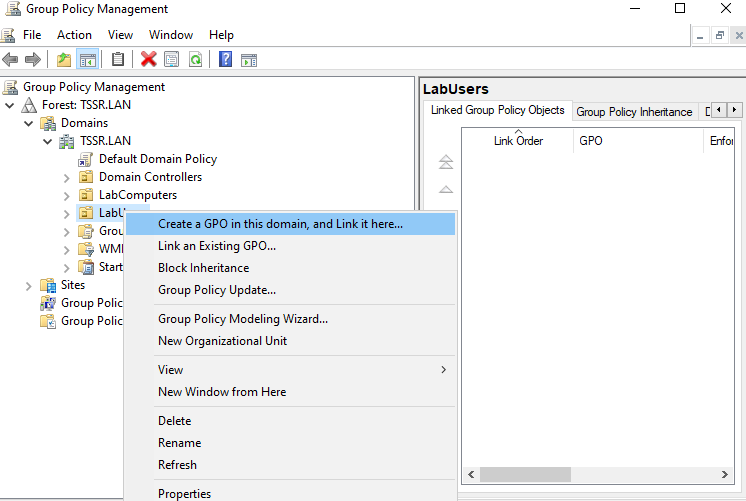 Group Policy Management
File Action View Window Help
Group Policy Management
Forest: TSSR.LAN
Domains
TSSR.LAN
Default Domain Policy
Domain Controllers
LabComputers
LabU
Grou
WM
Start
Sites
Group Polic
Group Polic
Create a GPO in this domain, and Link it here...
Link an Existing GPO...
Block Inheritance
Group Policy Update...
Group Policy Modeling Wizard...
New Organizational Unit
View
New Window from Here
Delete
Rename
Refresh
Properties
LabUsers
Linked Group Policy Objects Group Policy Inheritance D
Link Order GPO Enfor